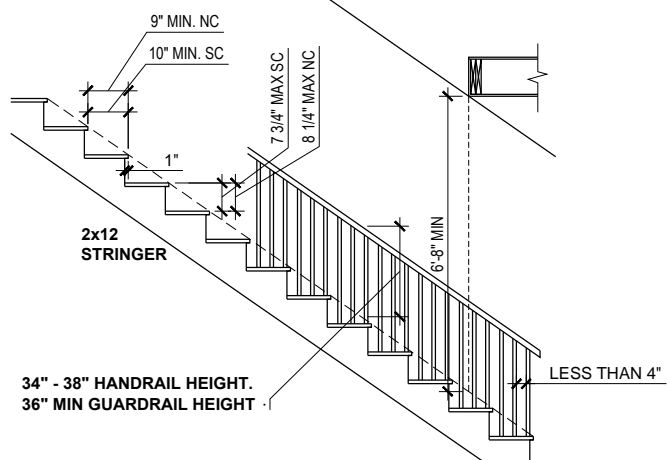 9" MIN. NC
10" MIN. SC
7 3/4" MAX SC
8 1/4" MAX NC
1"
2x12
STRINGER
6'-8" MIN
34" - 38" HANDRAIL HEIGHT.
36" MIN GUARDRAIL HEIGHT
LESS THAN 4"